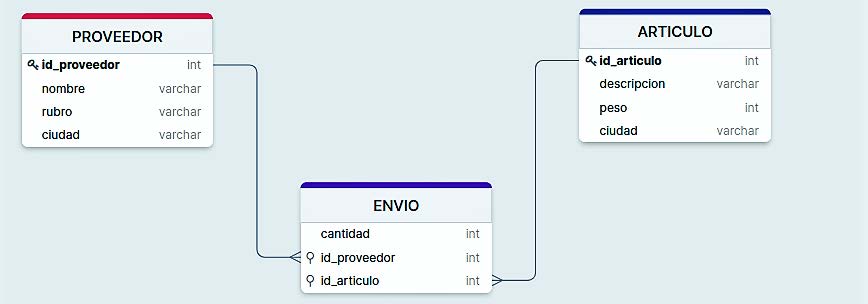 PROVEEDOR
id_proveedor int
nombre varchar
rubro varchar
ciudad varchar
ARTICULO
id_articulo int
descripcion varchar
peso int
ciudad varchar
ENVIO
cantidad int
id_proveedor int
id_articulo int